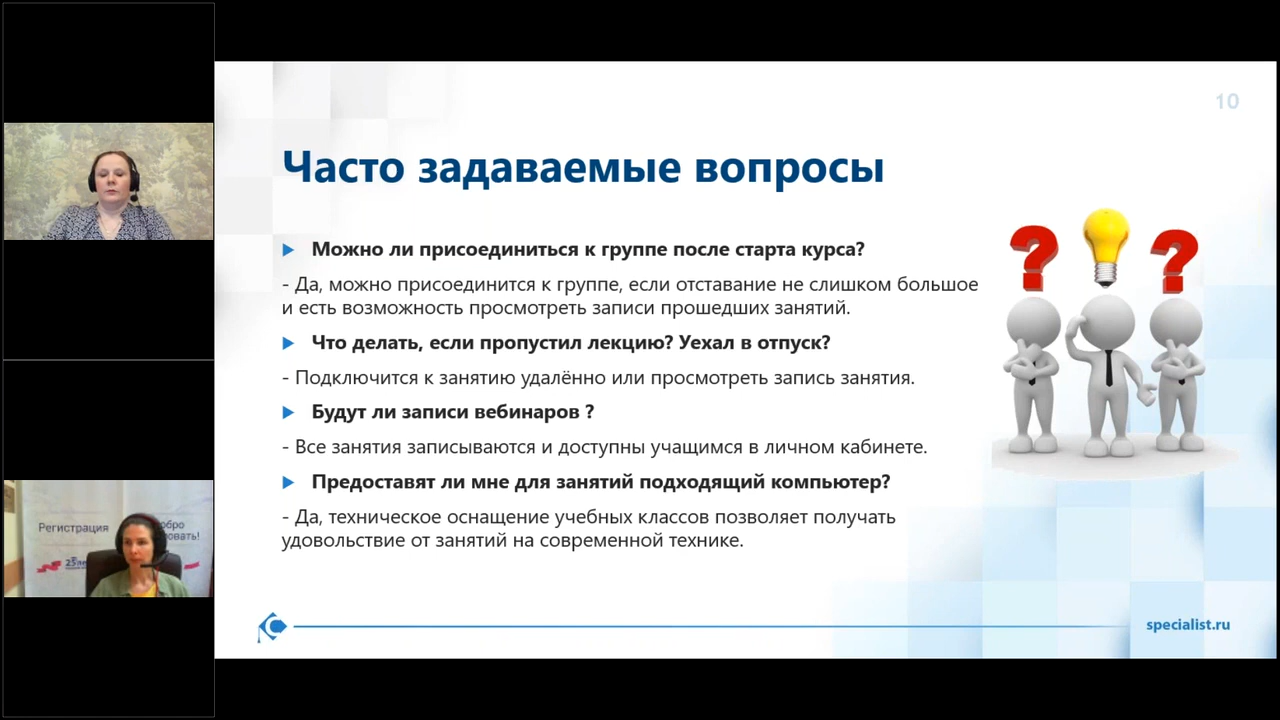 10
Часто задаваемые вопросы
Можно ли присоединиться к группе после старта курса?
- Да, можно присоединится к группе, если отставание не слишком большое
и есть возможность просмотреть записи прошедших занятий.
Что делать, если пропустил лекцию? Уехал в отпуск?
- Подключится к занятию удалённо или просмотреть запись занятия.
Будут ли записи вебинаров ?
- Все занятия записываются и доступны учащимся в личном кабинете.
Предоставят ли мне для занятий подходящий компьютер?
- Да, техническое оснащение учебных классов позволяет получать
удовольствие от занятий на современной технике.
specialist.ru
Регистрация